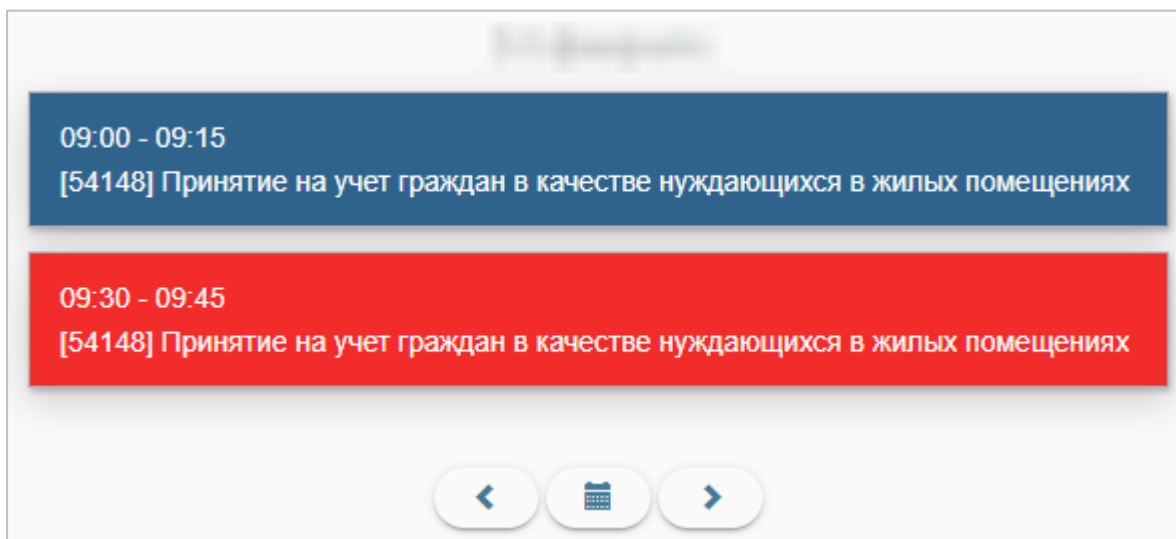 09:00 - 09:15
[54148] Принятие на учет граждан в качестве нуждающихся в жилых помещениях
09:30 - 09:45
[54148] Принятие на учет граждан в качестве нуждающихся в жилых помещениях